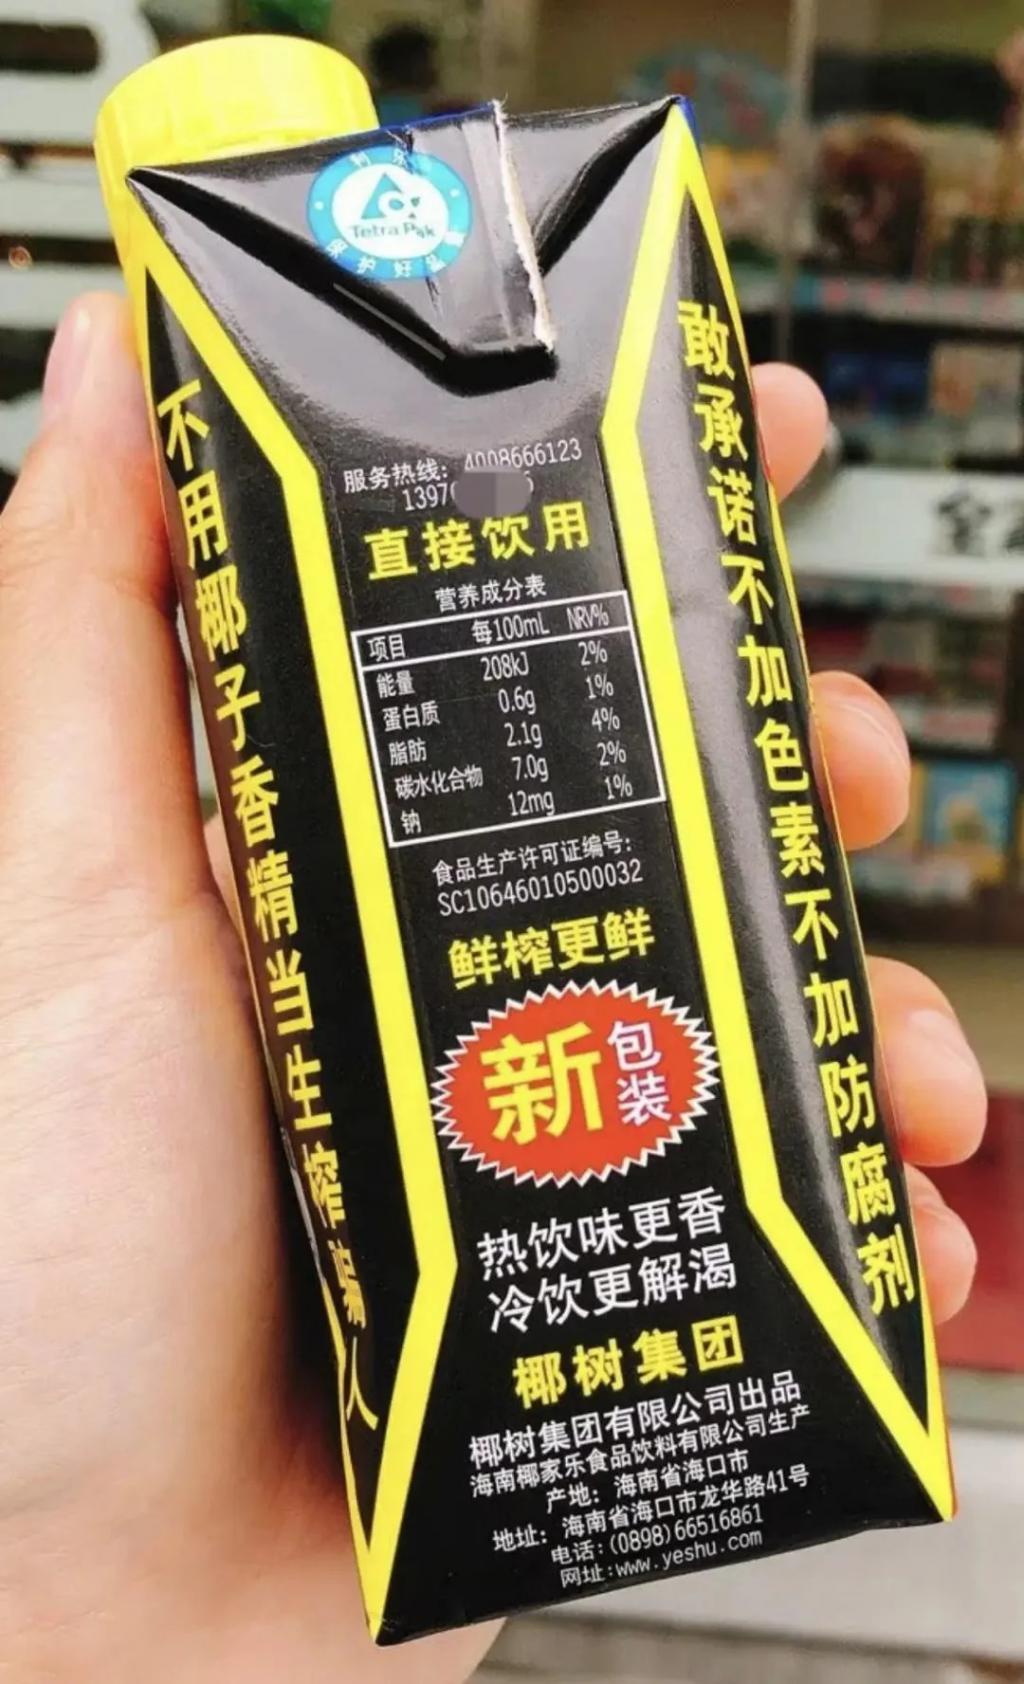 利乐
Tetra Pak
保护好品质
不用椰子香精当生榨骗人
敢承诺不加色素不加防腐剂
服务热线: 4008666123
1397
直接饮用
营养成分表
项目 每100mL NRV%
能量 208kJ 2%
蛋白质 0.6g 1%
脂肪 2.1g 4%
碳水化合物 7.0g 2%
钠 12mg 1%
食品生产许可证编号:
SC10646010500032
鲜榨更鲜
新包装
热饮味更香
冷饮更解渴
椰树集团
椰树集团有限公司出品
海南椰家乐食品饮料有限公司生产
产地: 海南省海口市
地址: 海南省海口市龙华路41号
电话:(0898)66516861
网址:www.yeshu.com